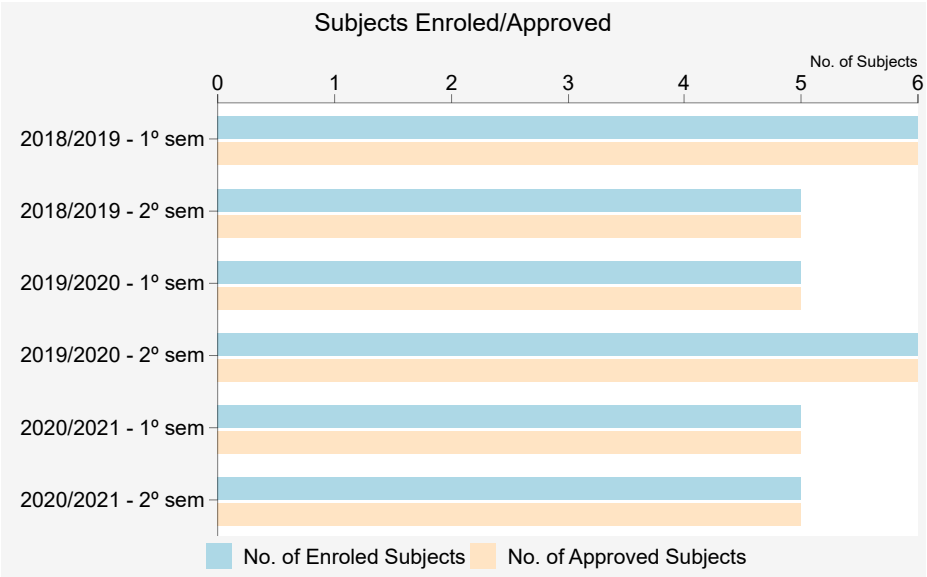 Subjects Enroled/Approved
No. of Subjects
0 1 2 3 4 5 6
2018/2019 - 1º sem
2018/2019 - 2º sem
2019/2020 - 1º sem
2019/2020 - 2º sem
2020/2021 - 1º sem
2020/2021 - 2º sem
No. of Enroled Subjects No. of Approved Subjects